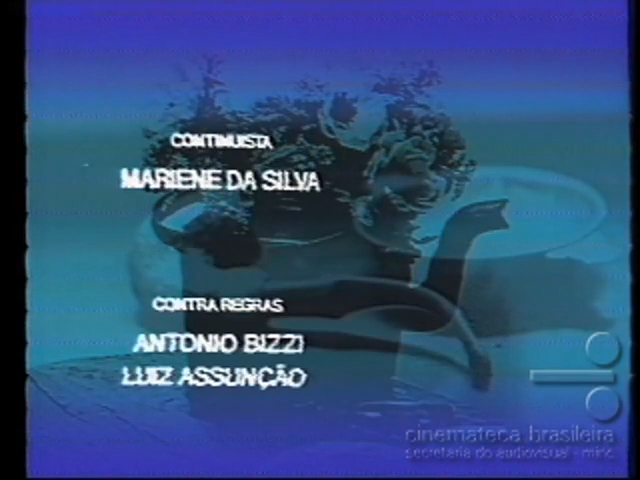 CONTINUISTA
MARIENE DA SILVA
CONTRA REGRAS
ANTONIO BIZZI
LUIZ ASSUNÇÃO
cinemateca brasileira
secretaria do audiovisual - minc